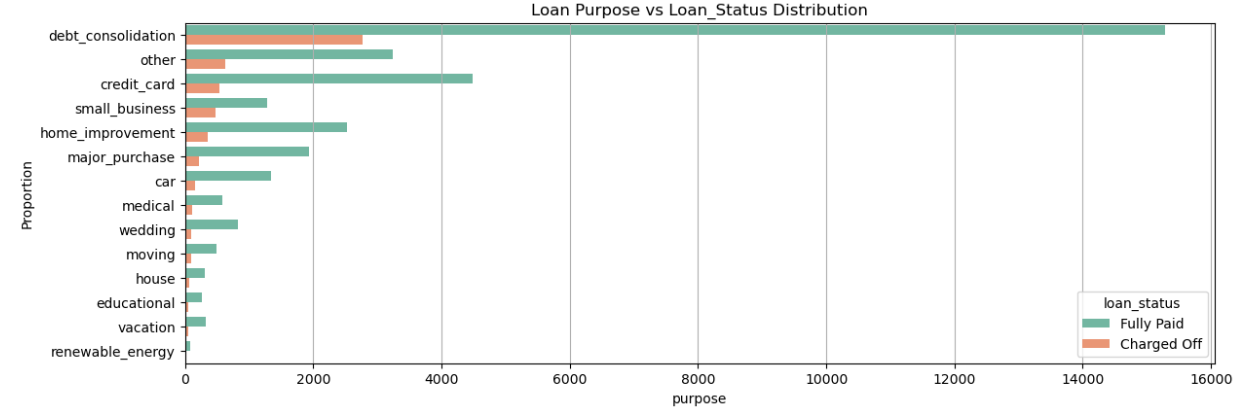 Loan Purpose vs Loan_Status Distribution
debt_consolidation
other
credit_card
small_business
home_improvement
major_purchase
car
medical
wedding
moving
house
educational
vacation
renewable_energy
Proportion
loan_status
Fully Paid
Charged Off
0 2000 4000 6000 8000 10000 12000 14000 16000
purpose